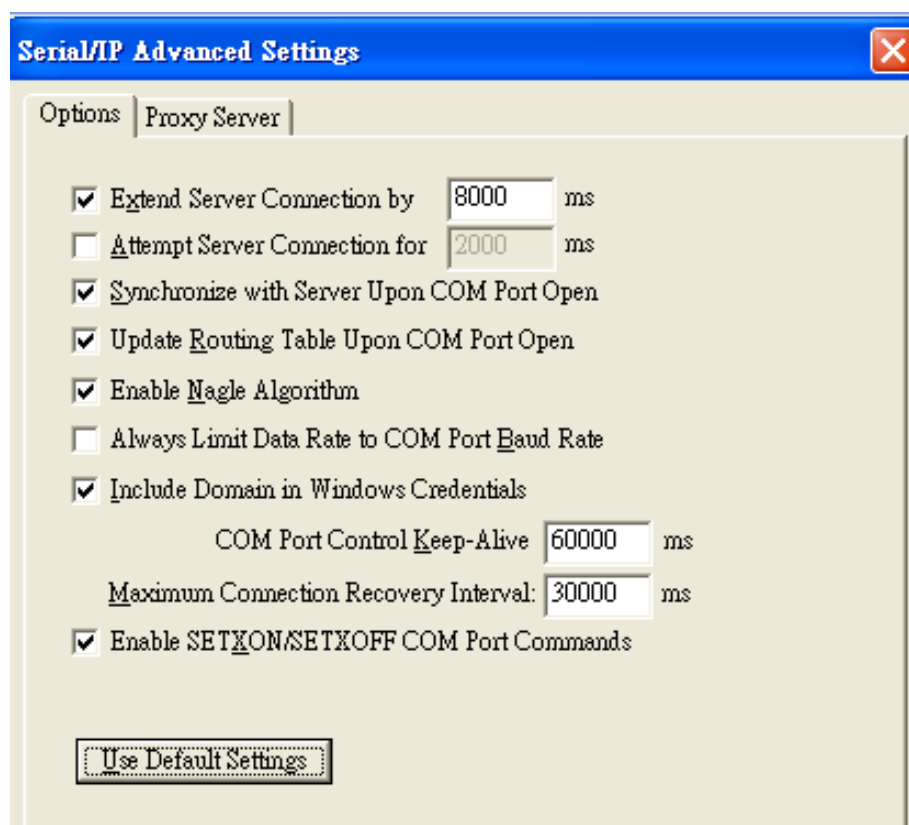 Serial/IP Advanced Settings
Options
Proxy Server
Extend Server Connection by 8000 ms
Attempt Server Connection for 2000 ms
Synchronize with Server Upon COM Port Open
Update Routing Table Upon COM Port Open
Enable Nagle Algorithm
Always Limit Data Rate to COM Port Baud Rate
Include Domain in Windows Credentials
COM Port Control Keep-Alive 60000 ms
Maximum Connection Recovery Interval: 30000 ms
Enable SETXON/SETXOFF COM Port Commands
Use Default Settings